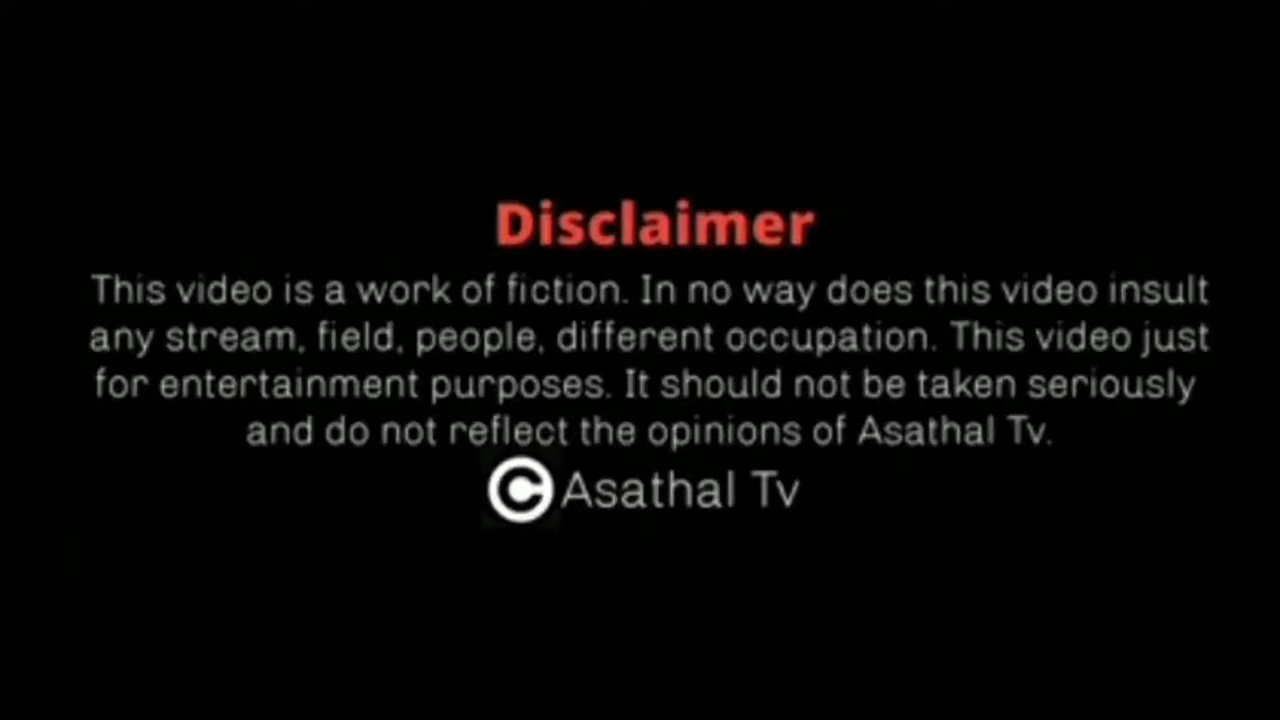 Disclaimer
This video is a work of fiction. In no way does this video insult
any stream, field, people, different occupation. This video just
for entertainment purposes. It should not be taken seriously
and do not reflect the opinions of Asathal Tv.
© Asathal Tv